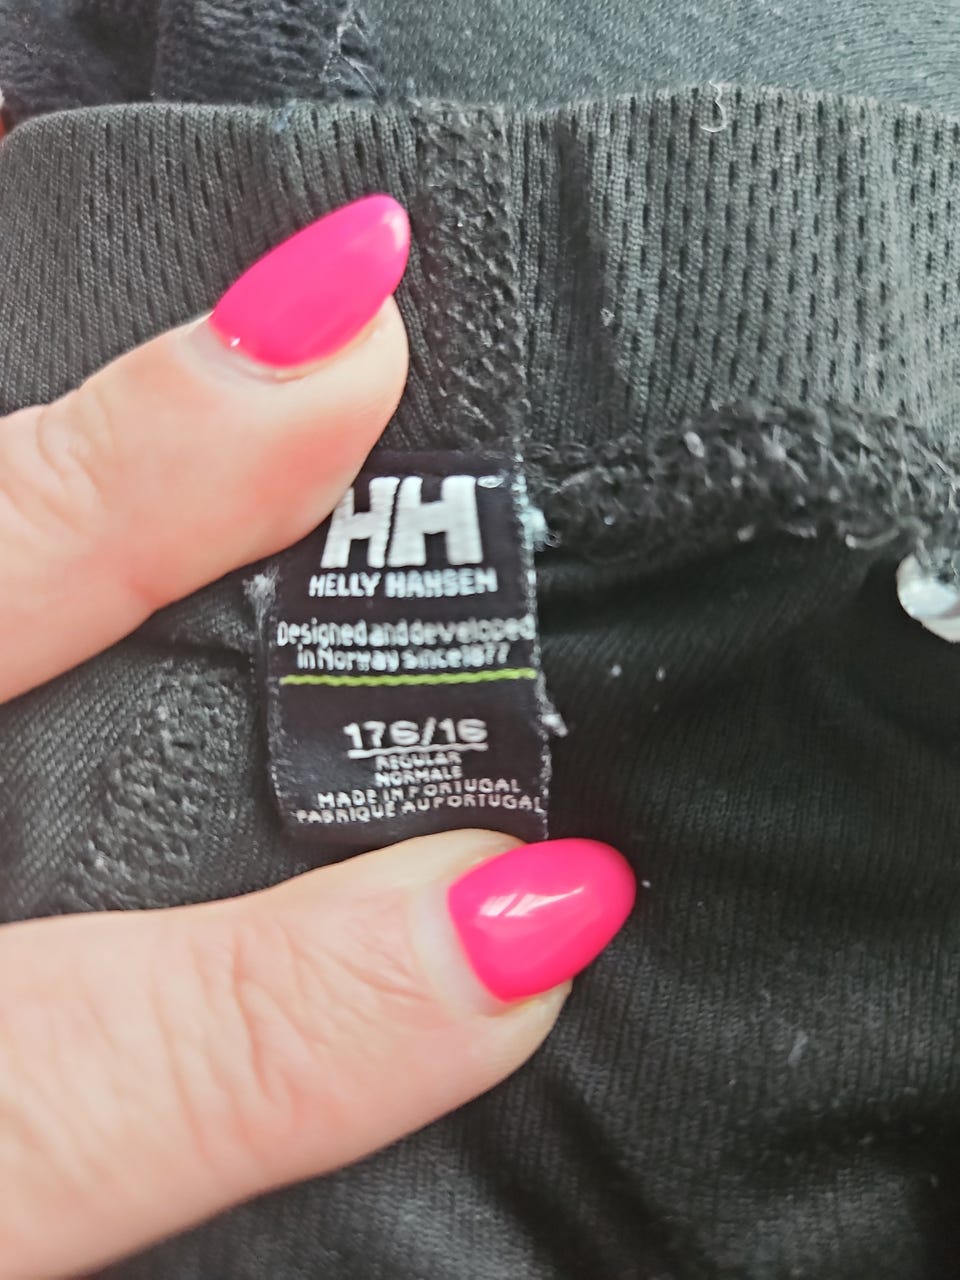 HH®
HELLY HANSEN
Designed and developed
in Norway since 1877
176/16
REGULAR
NORMALE
MADE IN PORTUGAL
FABRIQUE AU PORTUGAL